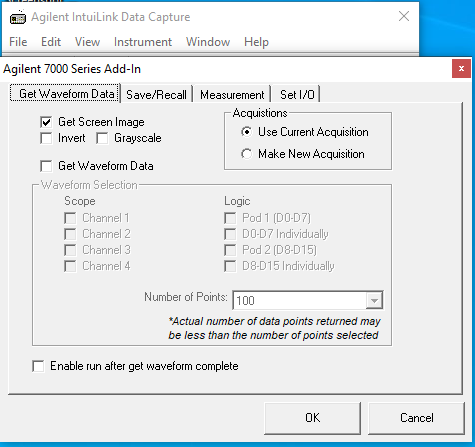 Agilent IntuiLink Data Capture
File Edit View Instrument Window Help
Agilent 7000 Series Add-In
Get Waveform Data Save/Recall Measurement Set I/O
Get Screen Image
Invert Grayscale
Get Waveform Data
Acquistions
Use Current Acquisition
Make New Acquisition
Waveform Selection
Scope
Channel 1
Channel 2
Channel 3
Channel 4
Logic
Pod 1 (D0-D7)
D0-D7 Individually
Pod 2 (D8-D15)
D8-D15 Individually
Number of Points: 100
*Actual number of data points returned may
be less than the number of points selected
Enable run after get waveform complete
OK Cancel